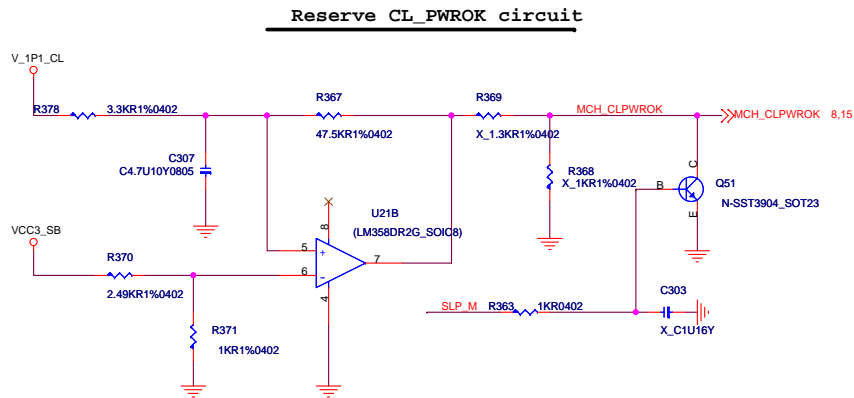 Reserve CL_PWROK circuit
V_1P1_CL
R378
3.3KR1%0402
R367
47.5KR1%0402
R369
X_1.3KR1%0402
MCH_CLPWROK
MCH_CLPWROK 8,15
C307
C4.7U10Y0805
R368
X_1KR1%0402
C
B
E
Q51
N-SST3904_SOT23
U21B
(LM358DR2G_SOIC8)
8
5
+
6
-
7
4
VCC3_SB
R370
2.49KR1%0402
R371
1KR1%0402
SLP_M
R363
1KR0402
C303
X_C1U16Y